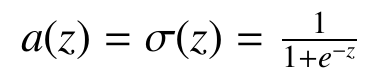 a(z) = σ(z) = 1/(1+e^{-z})